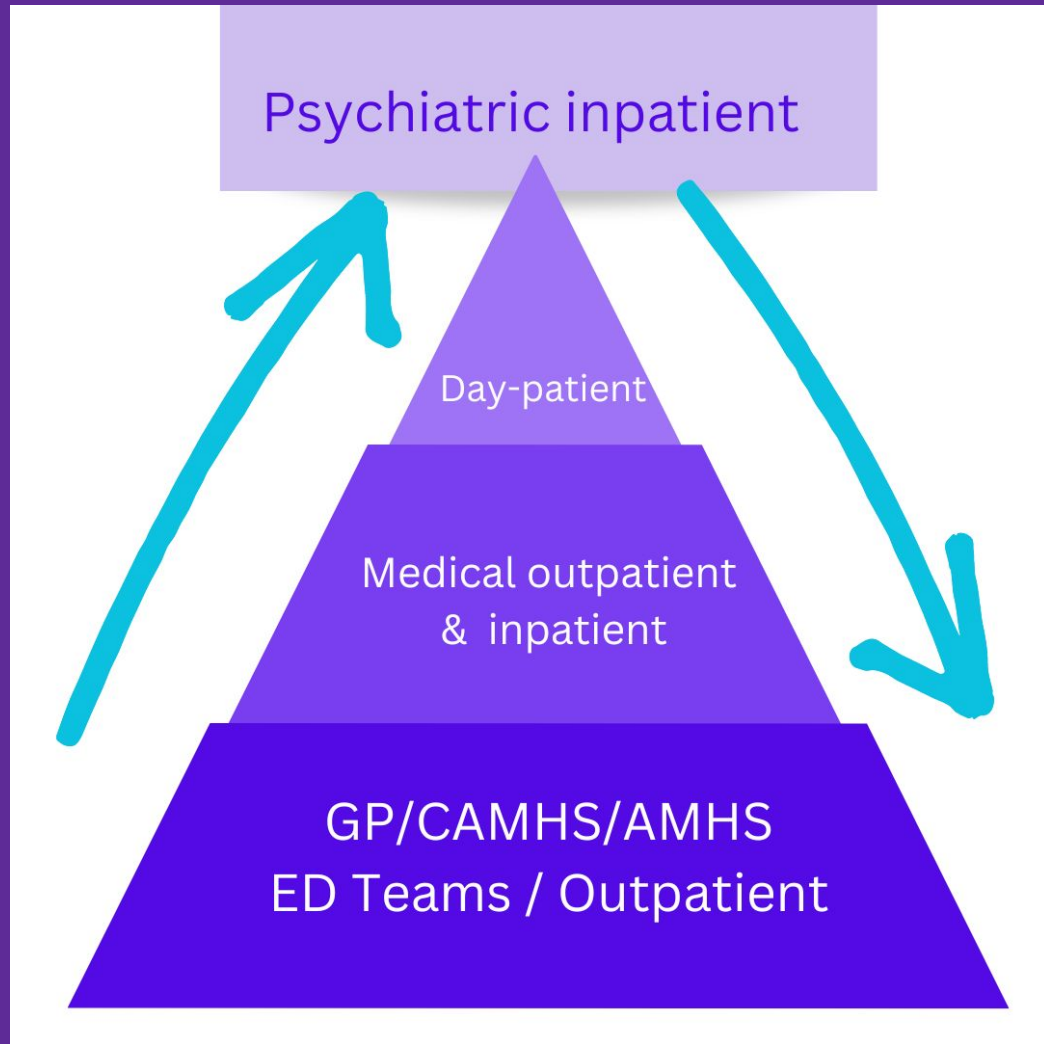 Psychiatric inpatient
Day-patient
Medical outpatient
& inpatient
GP/CAMHS/AMHS
ED Teams / Outpatient